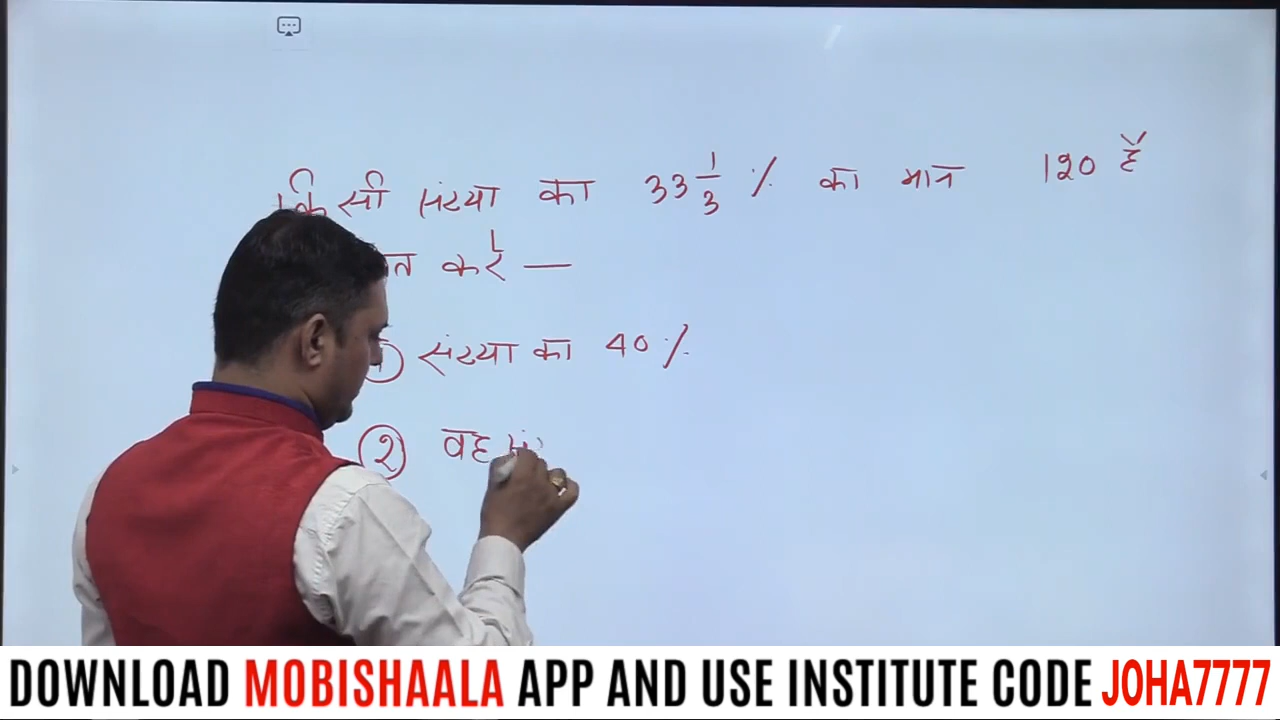 किसी संख्या का 33 1/3 % का मान 120 है
करें —
संख्या का 40 %
② वह
DOWNLOAD MOBISHAALA APP AND USE INSTITUTE CODE JOHA7777